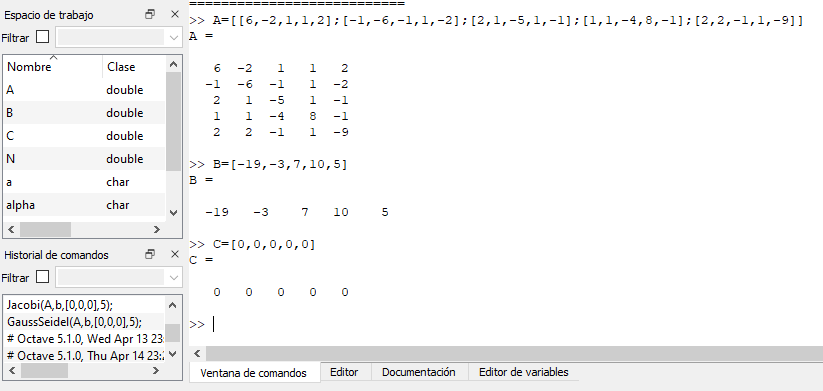 Espacio de trabajo
Filtrar
Nombre Clase
A double
B double
C double
N double
a char
alpha char
Historial de comandos
Filtrar
Jacobi(A,b,[0,0,0],5);
GaussSeidel(A,b,[0,0,0],5);
# Octave 5.1.0, Wed Apr 13 23:
# Octave 5.1.0, Thu Apr 14 23:2
===========================
>> A=[[6,-2,1,1,2];[-1,-6,-1,1,-2];[2,1,-5,1,-1];[1,1,-4,8,-1];[2,2,-1,1,-9]]
A =
6 -2 1 1 2
-1 -6 -1 1 -2
2 1 -5 1 -1
1 1 -4 8 -1
2 2 -1 1 -9
>> B=[-19,-3,7,10,5]
B =
-19 -3 7 10 5
>> C=[0,0,0,0,0]
C =
0 0 0 0 0
>>
Ventana de comandos Editor Documentación Editor de variables